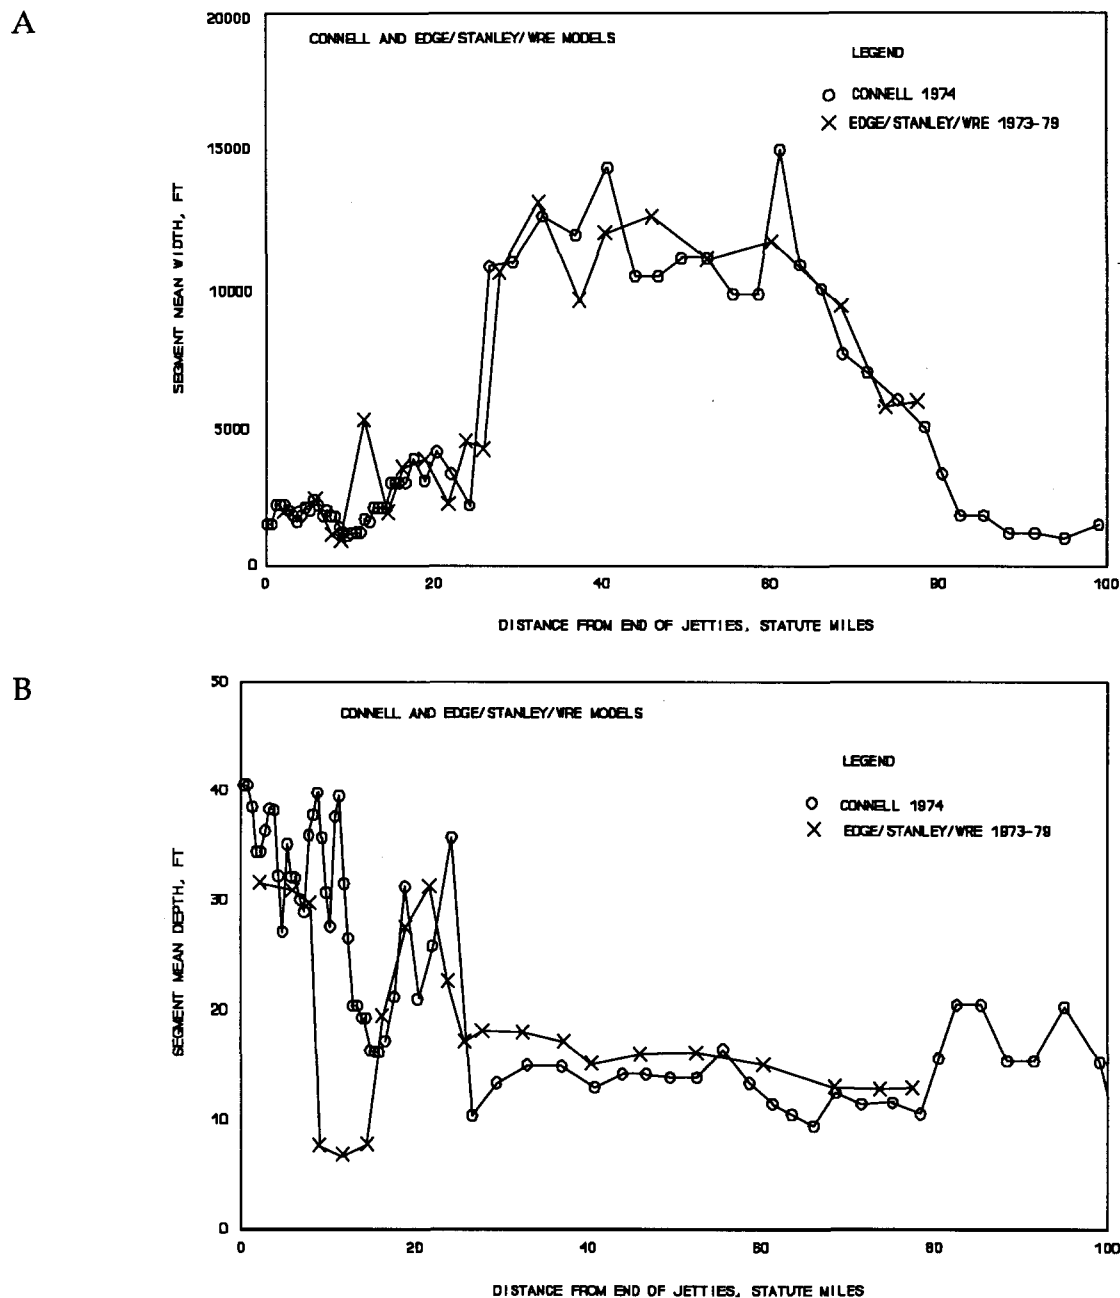 A
20000
CONNELL AND EDGE/STANLEY/WRE MODELS
LEGEND
CONNELL 1974
EDGE/STANLEY/WRE 1973-79
15000
SEGMENT MEAN WIDTH, FT
10000
5000
0
0 20 40 60 80 100
DISTANCE FROM END OF JETTIES, STATUTE MILES
B
50
CONNELL AND EDGE/STANLEY/WRE MODELS
LEGEND
40
CONNELL 1974
EDGE/STANLEY/WRE 1973-79
30
SEGMENT MEAN DEPTH, FT
20
10
0
0 20 40 60 80 100
DISTANCE FROM END OF JETTIES, STATUTE MILES